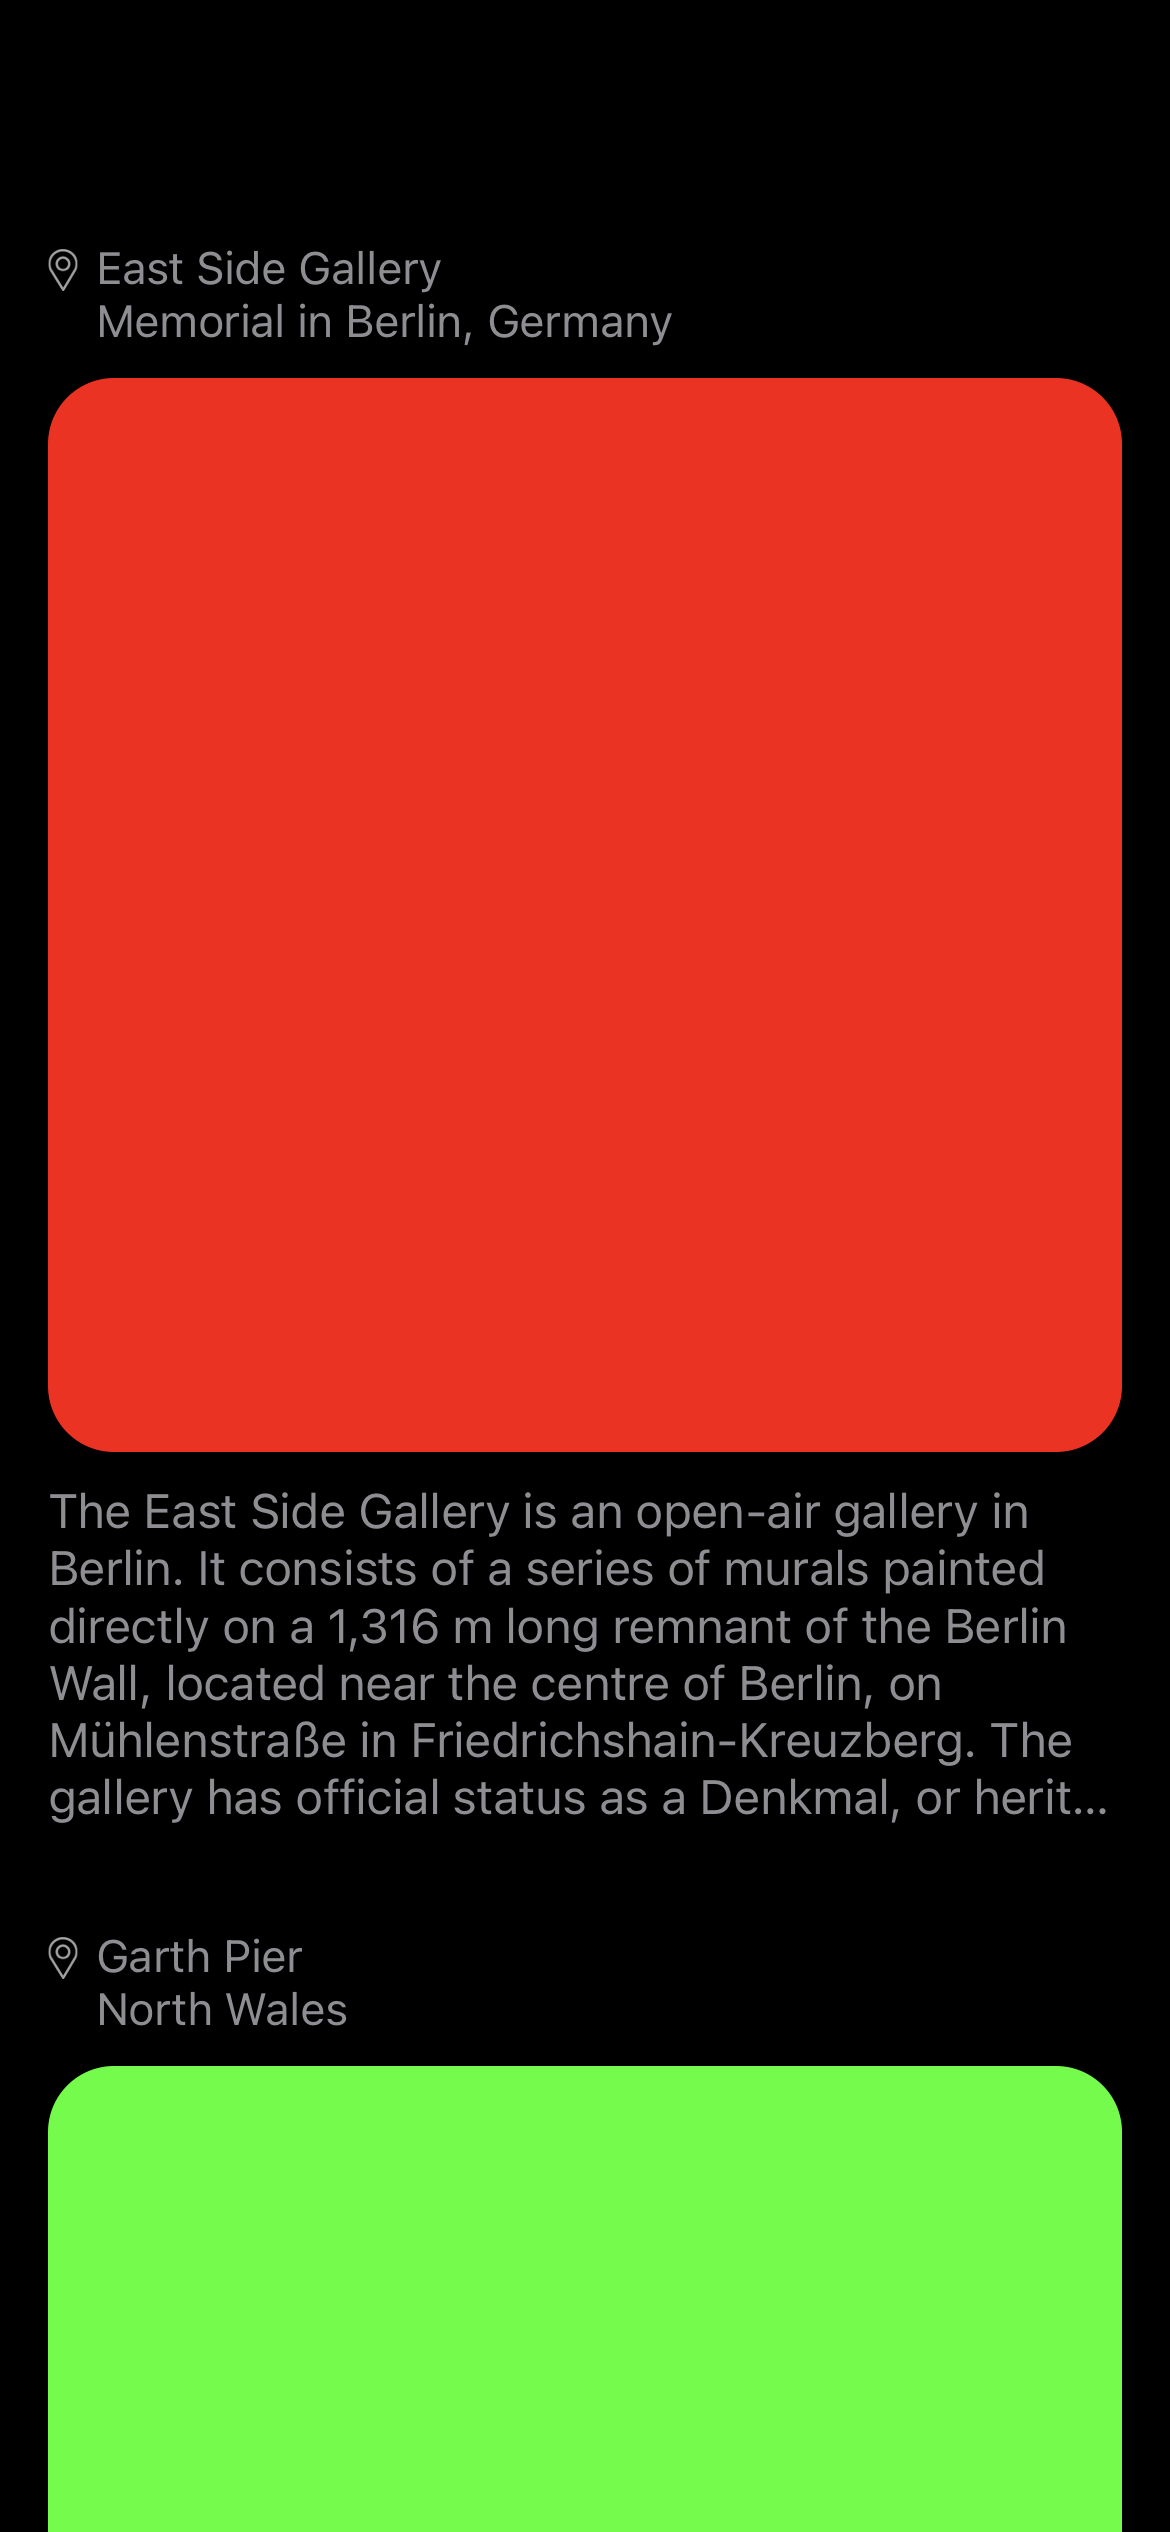 East Side Gallery
Memorial in Berlin, Germany
The East Side Gallery is an open-air gallery in
Berlin. It consists of a series of murals painted
directly on a 1,316 m long remnant of the Berlin
Wall, located near the centre of Berlin, on
Mühlenstraße in Friedrichshain-Kreuzberg. The
gallery has official status as a Denkmal, or herit...
Garth Pier
North Wales